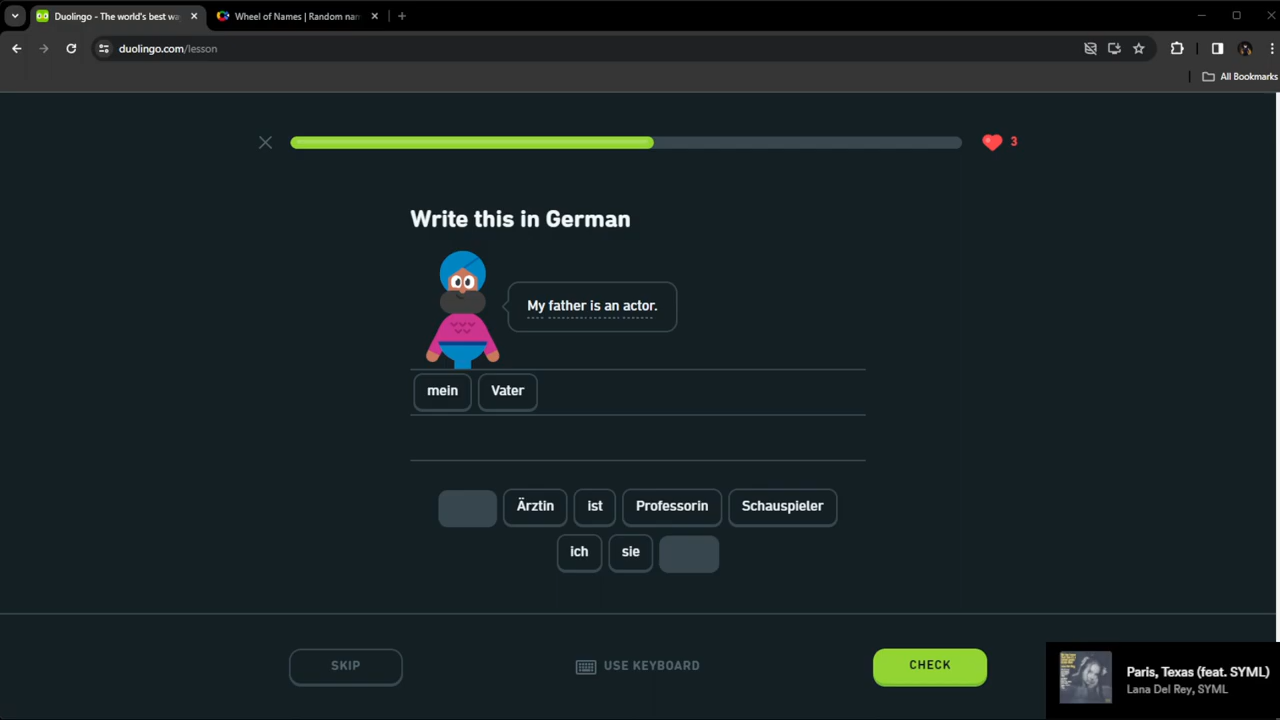 Duolingo - The world's best wa
Wheel of Names | Random nam
duolingo.com/lesson
All Bookmarks
3
Write this in German
My father is an actor.
mein Vater
Ärztin ist Professorin Schauspieler
ich sie
SKIP
USE KEYBOARD
CHECK
Paris, Texas (feat. SYML)
Lana Del Rey, SYML